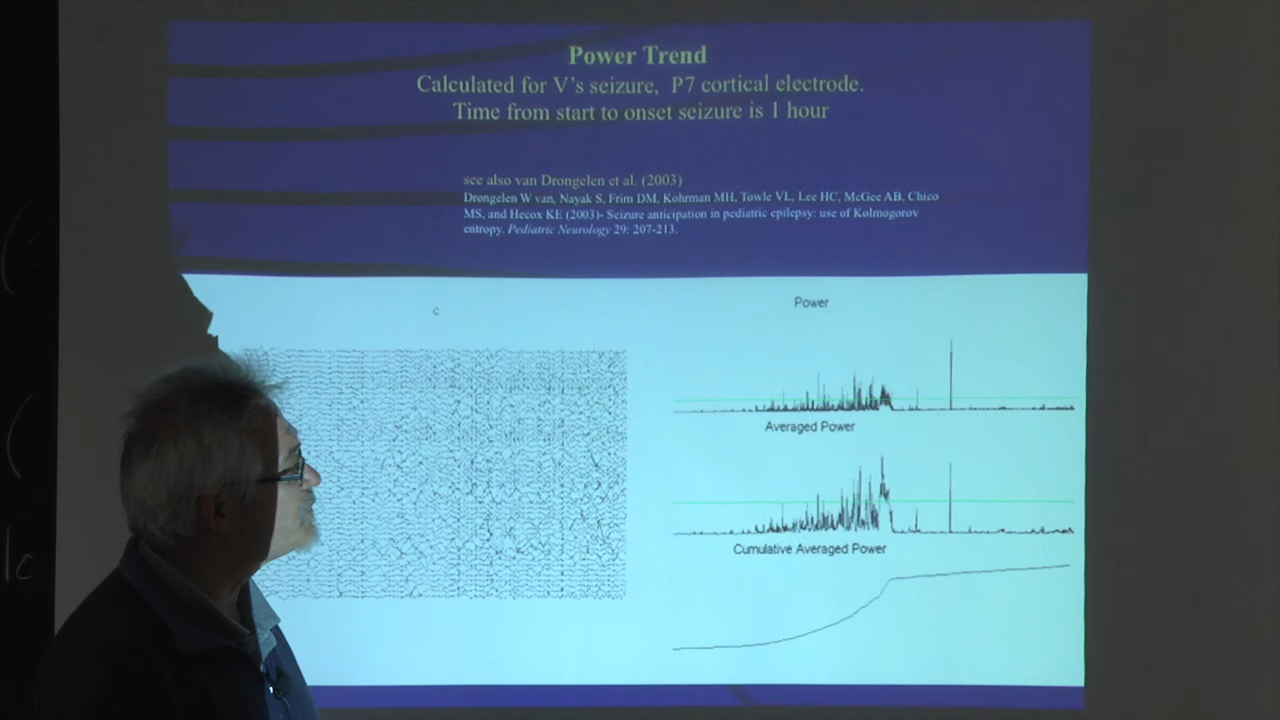 Power Trend
Calculated for V's seizure, P7 cortical electrode.
Time from start to onset seizure is 1 hour
see also van Drongelen et al. (2003)
Drongelen W van, Nayak S, Frim DM, Kohrman MH, Towle VL, Lee HC, McGee AB, Chico
MS, and Hecox KE (2003)- Seizure anticipation in pediatric epilepsy: use of Kolmogorov
entropy. Pediatric Neurology 29: 207-213.
Power
c
Averaged Power
Cumulative Averaged Power